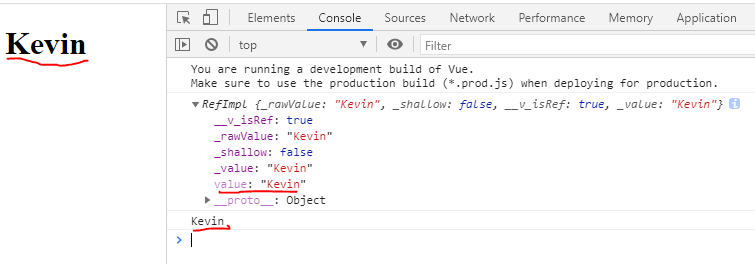 Kevin
Elements Console Sources Network Performance Memory Application
top ▼ Filter
You are running a development build of Vue.
Make sure to use the production build (*.prod.js) when deploying for production.
▼RefImpl {_rawValue: "Kevin", _shallow: false, __v_isRef: true, _value: "Kevin"} i
__v_isRef: true
_rawValue: "Kevin"
_shallow: false
_value: "Kevin"
value: "Kevin"
▶__proto__: Object
Kevin
>